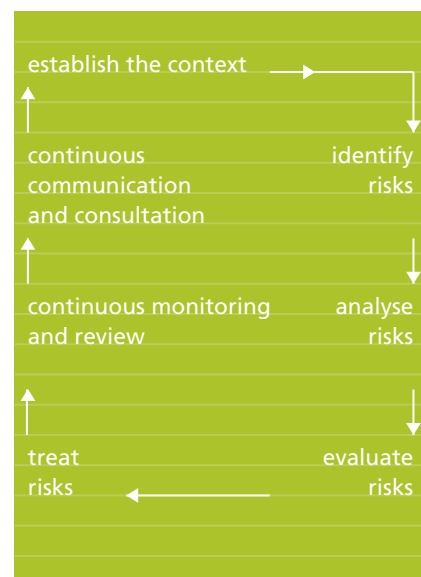 establish the context
continuous
communication
and consultation
identify
risks
continuous monitoring
and review
analyse
risks
treat
risks
evaluate
risks